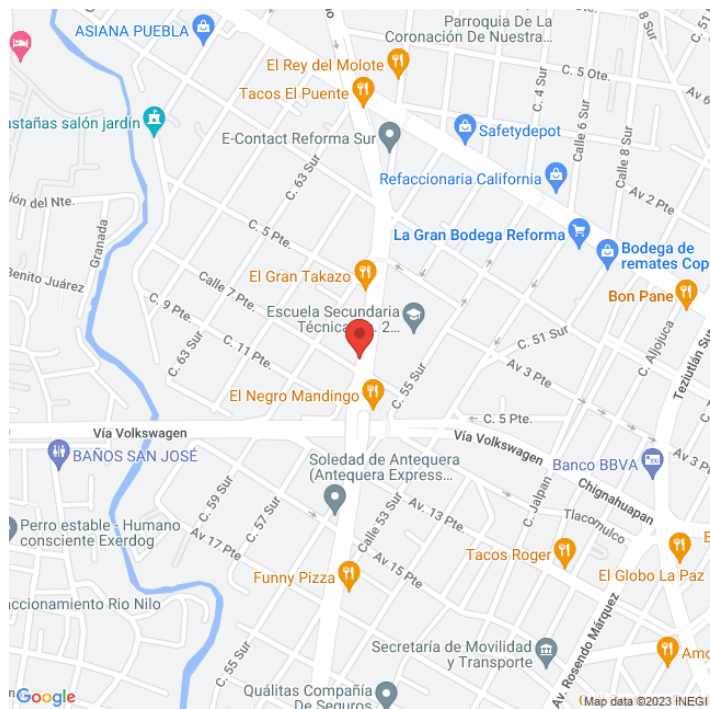 ASIANA PUEBLA
Parroquia De La
Coronación De Nuestra...
El Rey del Molote
C. 5 Ote.
Tacos El Puente
C. 4 Sur
Calle 6 Sur
Calle 8 Sur
astañas salón jardín
E-Contact Reforma Sur
Safetydepot
C. 63 Sur
Refaccionaria California
Av 2 Pte
ión del Nte.
Granada
C. 5 Pte.
La Gran Bodega Reforma
Bodega de
remates Cop
Benito Juárez
Calle 7 Pte.
El Gran Takazo
Bon Pane
C. 9 Pte.
Escuela Secundaria
Técnica
2...
C. 51 Sur
C. Aljojuca
Teziutlán Sur
C. 63 Sur
C. 11 Pte.
Av 3 Pte.
El Negro Mandingo
C. 55 Sur
C. 5 Pte.
Vía Volkswagen
Vía Volkswagen
BAÑOS SAN JOSÉ
Soledad de Antequera
(Antequera Express...
Banco BBVA
Av 3 Pte
C. 59 Sur
C. 57 Sur
Chignahuapan
Perro estable - Humano
consciente Exerdog
Av 17 Pte
Calle 53 Sur
Av. 13 Pte.
C. Jalpan
Tlacomulco
Av 15 Pte
Tacos Roger
Funny Pizza
El Globo La Paz
accionamiento Rio Nilo
Av. Rosendo Márquez
Secretaría de Movilidad
y Transporte
Amo
C. 55 Sur
Quálitas Compañía
De Seguros
Google
Map data ©2023 INEGI